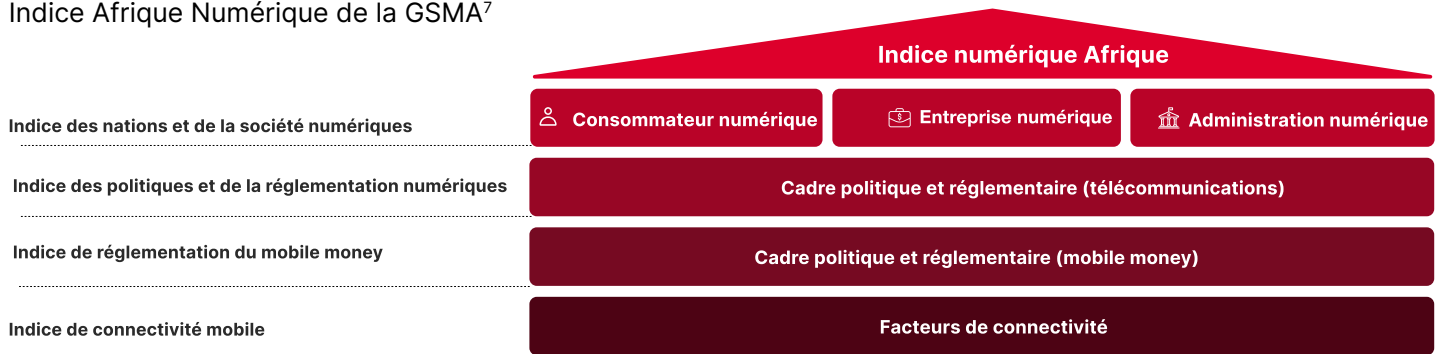 Indice Afrique Numérique de la GSMA⁷
Indice numérique Afrique
Indice des nations et de la société numériques
Consommateur numérique
Entreprise numérique
Administration numérique
Indice des politiques et de la réglementation numériques
Cadre politique et réglementaire (télécommunications)
Indice de réglementation du mobile money
Cadre politique et réglementaire (mobile money)
Indice de connectivité mobile
Facteurs de connectivité